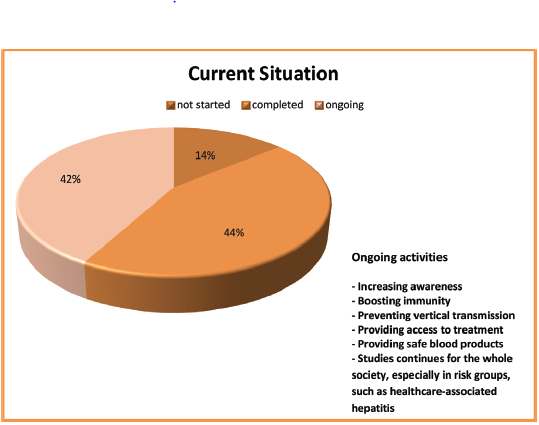 Current Situation
not started completed ongoing
14%
42%
44%
Ongoing activities
- Increasing awareness
- Boosting immunity
- Preventing vertical transmission
- Providing access to treatment
- Providing safe blood products
- Studies continues for the whole
society, especially in risk groups,
such as healthcare-associated
hepatitis